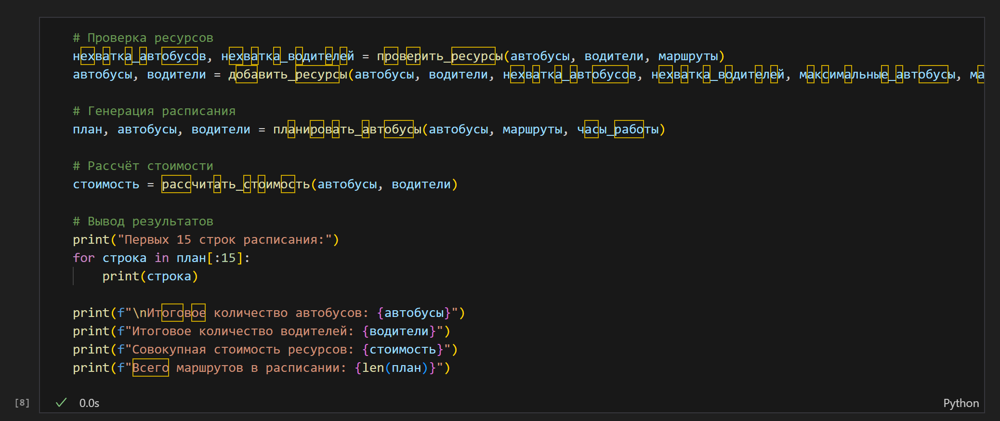 # Проверка ресурсов
нехватка_автобусов, нехватка_водителей = проверить_ресурсы(автобусы, водители, маршруты)
автобусы, водители = добавить_ресурсы(автобусы, водители, нехватка_автобусов, нехватка_водителей, максимальные_автобусы, ма
# Генерация расписания
план, автобусы, водители = планировать_автобусы(автобусы, маршруты, часы_работы)
# Рассчёт стоимости
стоимость = рассчитать_стоимость(автобусы, водители)
# Вывод результатов
print("Первых 15 строк расписания:")
for строка in план[:15]:
    print(строка)
print(f"\nИтоговое количество автобусов: {автобусы}")
print(f"Итоговое количество водителей: {водители}")
print(f"Совокупная стоимость ресурсов: {стоимость}")
print(f"Всего маршрутов в расписании: {len(план)}")
[8] ✓ 0.0s Python